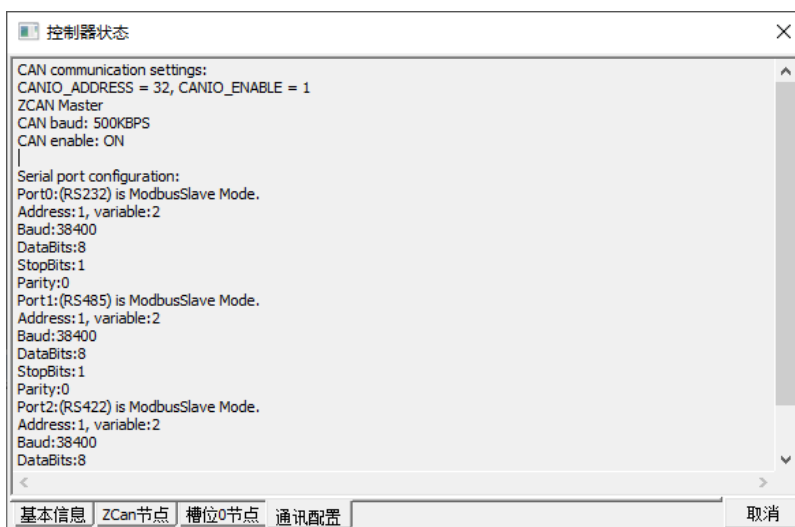 控制器状态
CAN communication settings:
CANIO_ADDRESS = 32, CANIO_ENABLE = 1
ZCAN Master
CAN baud: 500KBPS
CAN enable: ON
Serial port configuration:
Port0:(RS232) is ModbusSlave Mode.
Address:1, variable:2
Baud:38400
DataBits:8
StopBits:1
Parity:0
Port1:(RS485) is ModbusSlave Mode.
Address:1, variable:2
Baud:38400
DataBits:8
StopBits:1
Parity:0
Port2:(RS422) is ModbusSlave Mode.
Address:1, variable:2
Baud:38400
DataBits:8
基本信息 ZCan节点 槽位0节点 通讯配置 取消